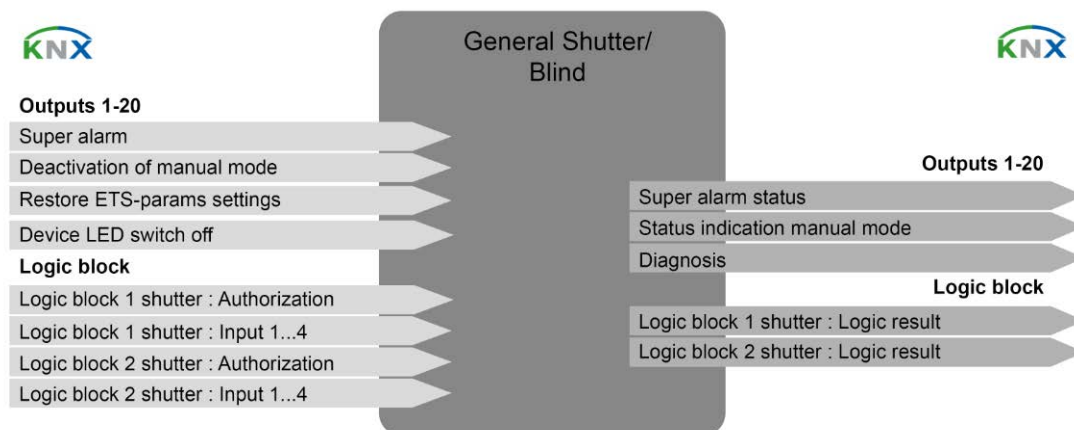 KNX
General Shutter/
Blind
KNX
Outputs 1-20
Super alarm
Deactivation of manual mode
Restore ETS-params settings
Device LED switch off
Logic block
Logic block 1 shutter : Authorization
Logic block 1 shutter : Input 1...4
Logic block 2 shutter : Authorization
Logic block 2 shutter : Input 1...4
Outputs 1-20
Super alarm status
Status indication manual mode
Diagnosis
Logic block
Logic block 1 shutter : Logic result
Logic block 2 shutter : Logic result